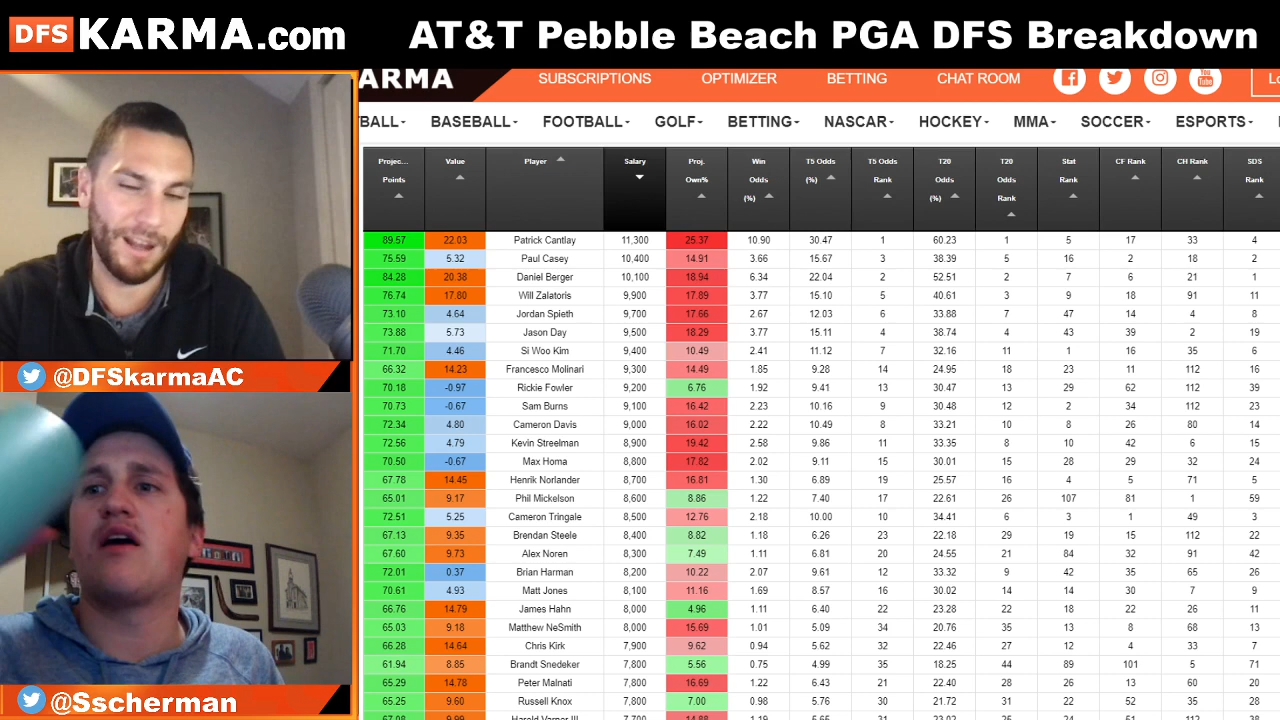 DFS KARMA.com AT&T Pebble Beach PGA DFS Breakdown
KARMA SUBSCRIPTIONS OPTIMIZER BETTING CHAT ROOM
BASEBALL FOOTBALL GOLF BETTING NASCAR HOCKEY MMA SOCCER ESPORTS
Projec... Points Value Player Salary Proj. Own% Win Odds (%) T5 Odds (%) T5 Odds Rank T20 Odds (%) T20 Odds Rank Stat Rank CF Rank CH Rank SDS Rank
89.57 22.03 Patrick Cantlay 11,300 25.37 10.90 30.47 1 60.23 1 5 17 33 4
75.59 5.32 Paul Casey 10,400 14.91 3.66 15.67 3 38.39 5 2 16 18 2
84.28 20.38 Daniel Berger 10,100 18.94 6.34 22.04 2 52.51 2 7 6 21 1
76.74 17.80 Will Zalatoris 9,900 17.89 3.77 15.10 5 40.61 3 9 18 91 11
73.10 4.64 Jordan Spieth 9,700 17.66 2.67 12.03 6 33.88 7 47 14 4 8
73.88 5.73 Jason Day 9,500 18.29 3.77 15.11 4 38.74 4 43 39 2 19
71.70 4.46 Si Woo Kim 9,400 10.49 2.41 11.12 7 32.16 11 1 16 35 6
66.32 14.23 Francesco Molinari 9,300 14.49 1.85 9.28 14 24.95 18 23 11 112 16
70.18 -0.97 Rickie Fowler 9,200 6.76 1.92 9.41 13 30.47 13 29 62 112 39
70.73 -0.67 Sam Burns 9,100 16.42 2.23 10.16 9 30.48 12 2 34 112 23
72.34 4.80 Cameron Davis 9,000 16.02 2.22 10.49 8 33.21 10 8 26 80 14
72.56 4.79 Kevin Streelman 8,900 19.42 2.58 9.86 11 33.35 8 10 42 6 15
70.50 -0.67 Max Homa 8,800 17.82 2.02 9.11 15 30.01 15 28 29 32 24
67.78 14.45 Henrik Norlander 8,700 16.81 1.30 6.89 19 25.57 16 4 5 71 5
65.01 9.17 Phil Mickelson 8,600 8.86 1.22 7.40 17 22.61 26 107 81 1 59
72.51 5.25 Cameron Tringale 8,500 12.76 2.18 10.00 10 34.41 6 3 1 49 3
67.13 9.35 Brendan Steele 8,400 8.82 1.18 6.26 23 22.18 29 19 15 112 22
67.60 9.73 Alex Noren 8,300 7.49 1.11 6.81 20 24.55 21 84 32 91 42
72.01 0.37 Brian Harman 8,200 10.22 2.07 9.61 12 33.32 9 42 35 65 26
70.61 4.93 Matt Jones 8,100 11.16 1.69 8.57 16 30.02 14 14 30 7 9
66.76 14.79 James Hahn 8,000 4.96 1.11 6.40 22 23.28 22 18 22 26 11
65.03 9.18 Matthew NeSmith 8,000 15.69 1.01 5.09 34 20.76 35 13 8 68 13
66.28 14.64 Chris Kirk 7,900 9.62 0.94 5.62 32 22.46 27 12 4 33 7
61.94 8.85 Brandt Snedeker 7,800 5.56 0.75 4.99 35 18.25 44 89 101 5 71
65.29 14.78 Peter Malnati 7,800 16.69 1.22 6.43 21 22.40 28 26 13 60 20
65.25 9.60 Russell Knox 7,800 7.00 0.98 5.76 30 21.72 31 22 52 35 28
Harold Varner III
@DFSkarmaAC
@Sscherman